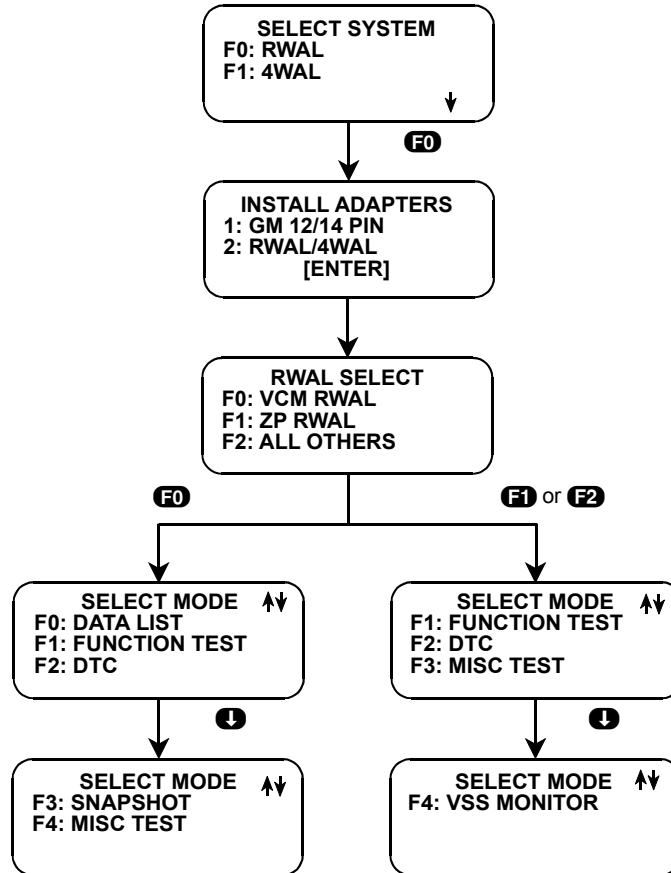 SELECT SYSTEM
F0: RWAL
F1: 4WAL
F0
INSTALL ADAPTERS
1: GM 12/14 PIN
2: RWAL/4WAL
[ENTER]
RWAL SELECT
F0: VCM RWAL
F1: ZP RWAL
F2: ALL OTHERS
F0
F1 or F2
SELECT MODE
F0: DATA LIST
F1: FUNCTION TEST
F2: DTC
SELECT MODE
F1: FUNCTION TEST
F2: DTC
F3: MISC TEST
SELECT MODE
F3: SNAPSHOT
F4: MISC TEST
SELECT MODE
F4: VSS MONITOR